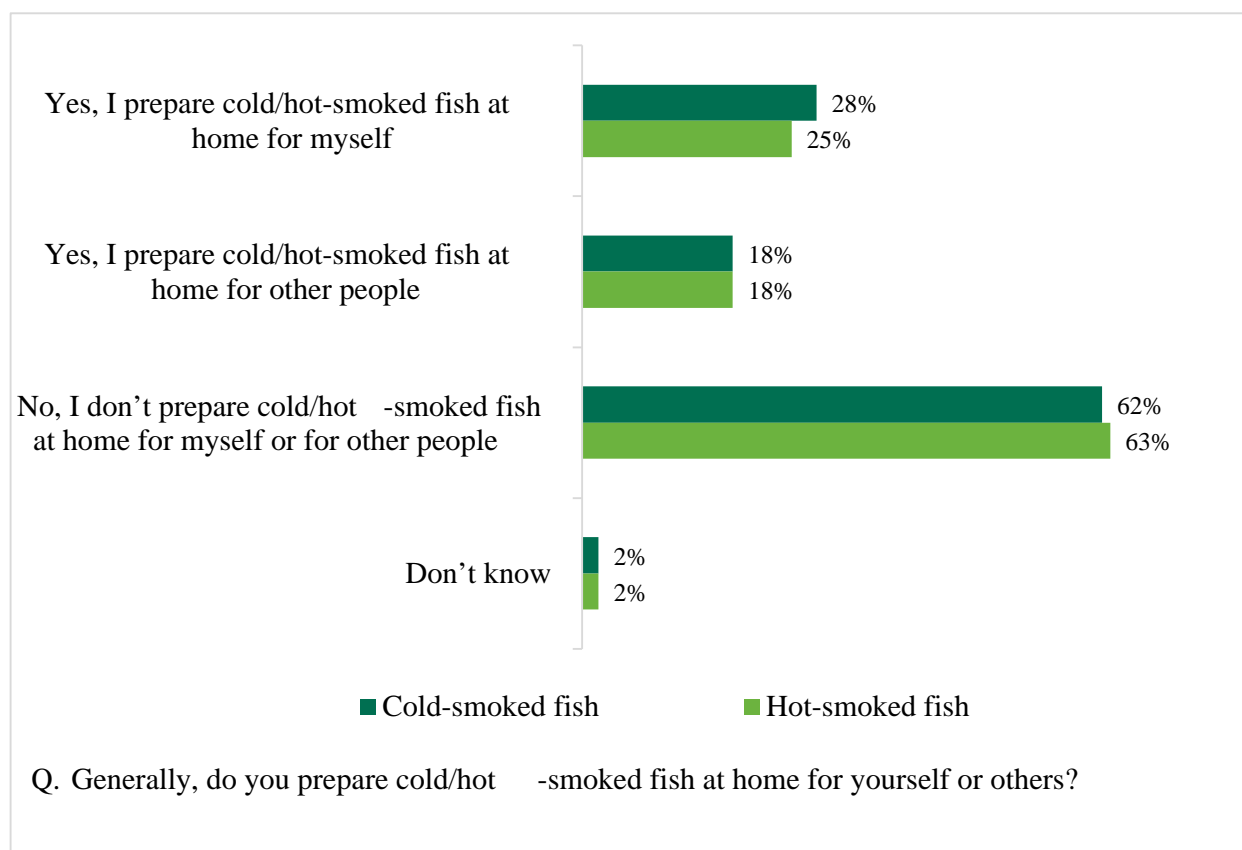 Yes, I prepare cold/hot-smoked fish at
home for myself
28%
25%
Yes, I prepare cold/hot-smoked fish at
home for other people
18%
18%
No, I don’t prepare cold/hot -smoked fish
at home for myself or for other people
62%
63%
Don’t know
2%
2%
Cold-smoked fish
Hot-smoked fish
Q. Generally, do you prepare cold/hot -smoked fish at home for yourself or others?